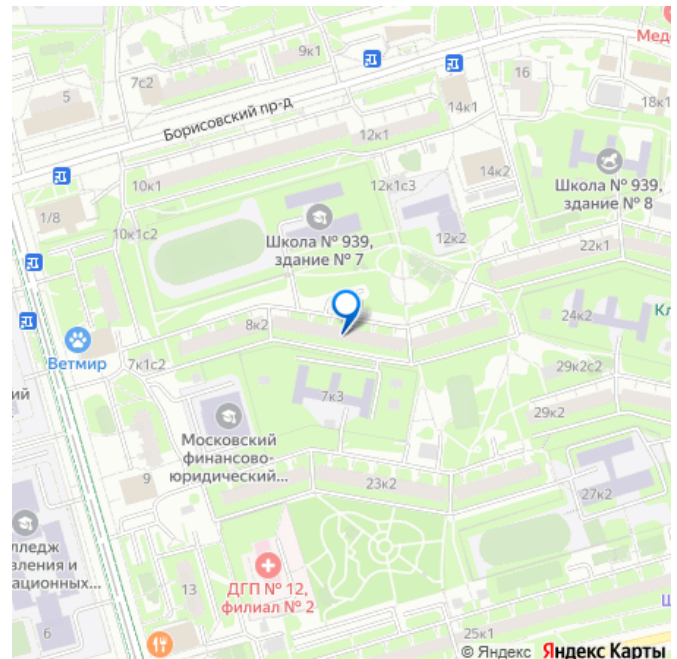 9к1
Мед
7с2
16
5
14к1
18к1
Борисовский пр-д
12к1
14к2
10к1
12к1с3
Школа № 939,
здание № 8
1/8
10к1с2
Школа № 939,
здание № 7
12к2
22к1
8к2
24к2
Кл
Ветмир
7к1с2
29к2с2
ий
7к3
29к2
Московский
финансово-
юридический...
9
23к2
27к2
лледж
вления и
ационных...
ДГП № 12,
филиал № 2
13
Ш
6
25к1
© Яндекс Яндекс Карты